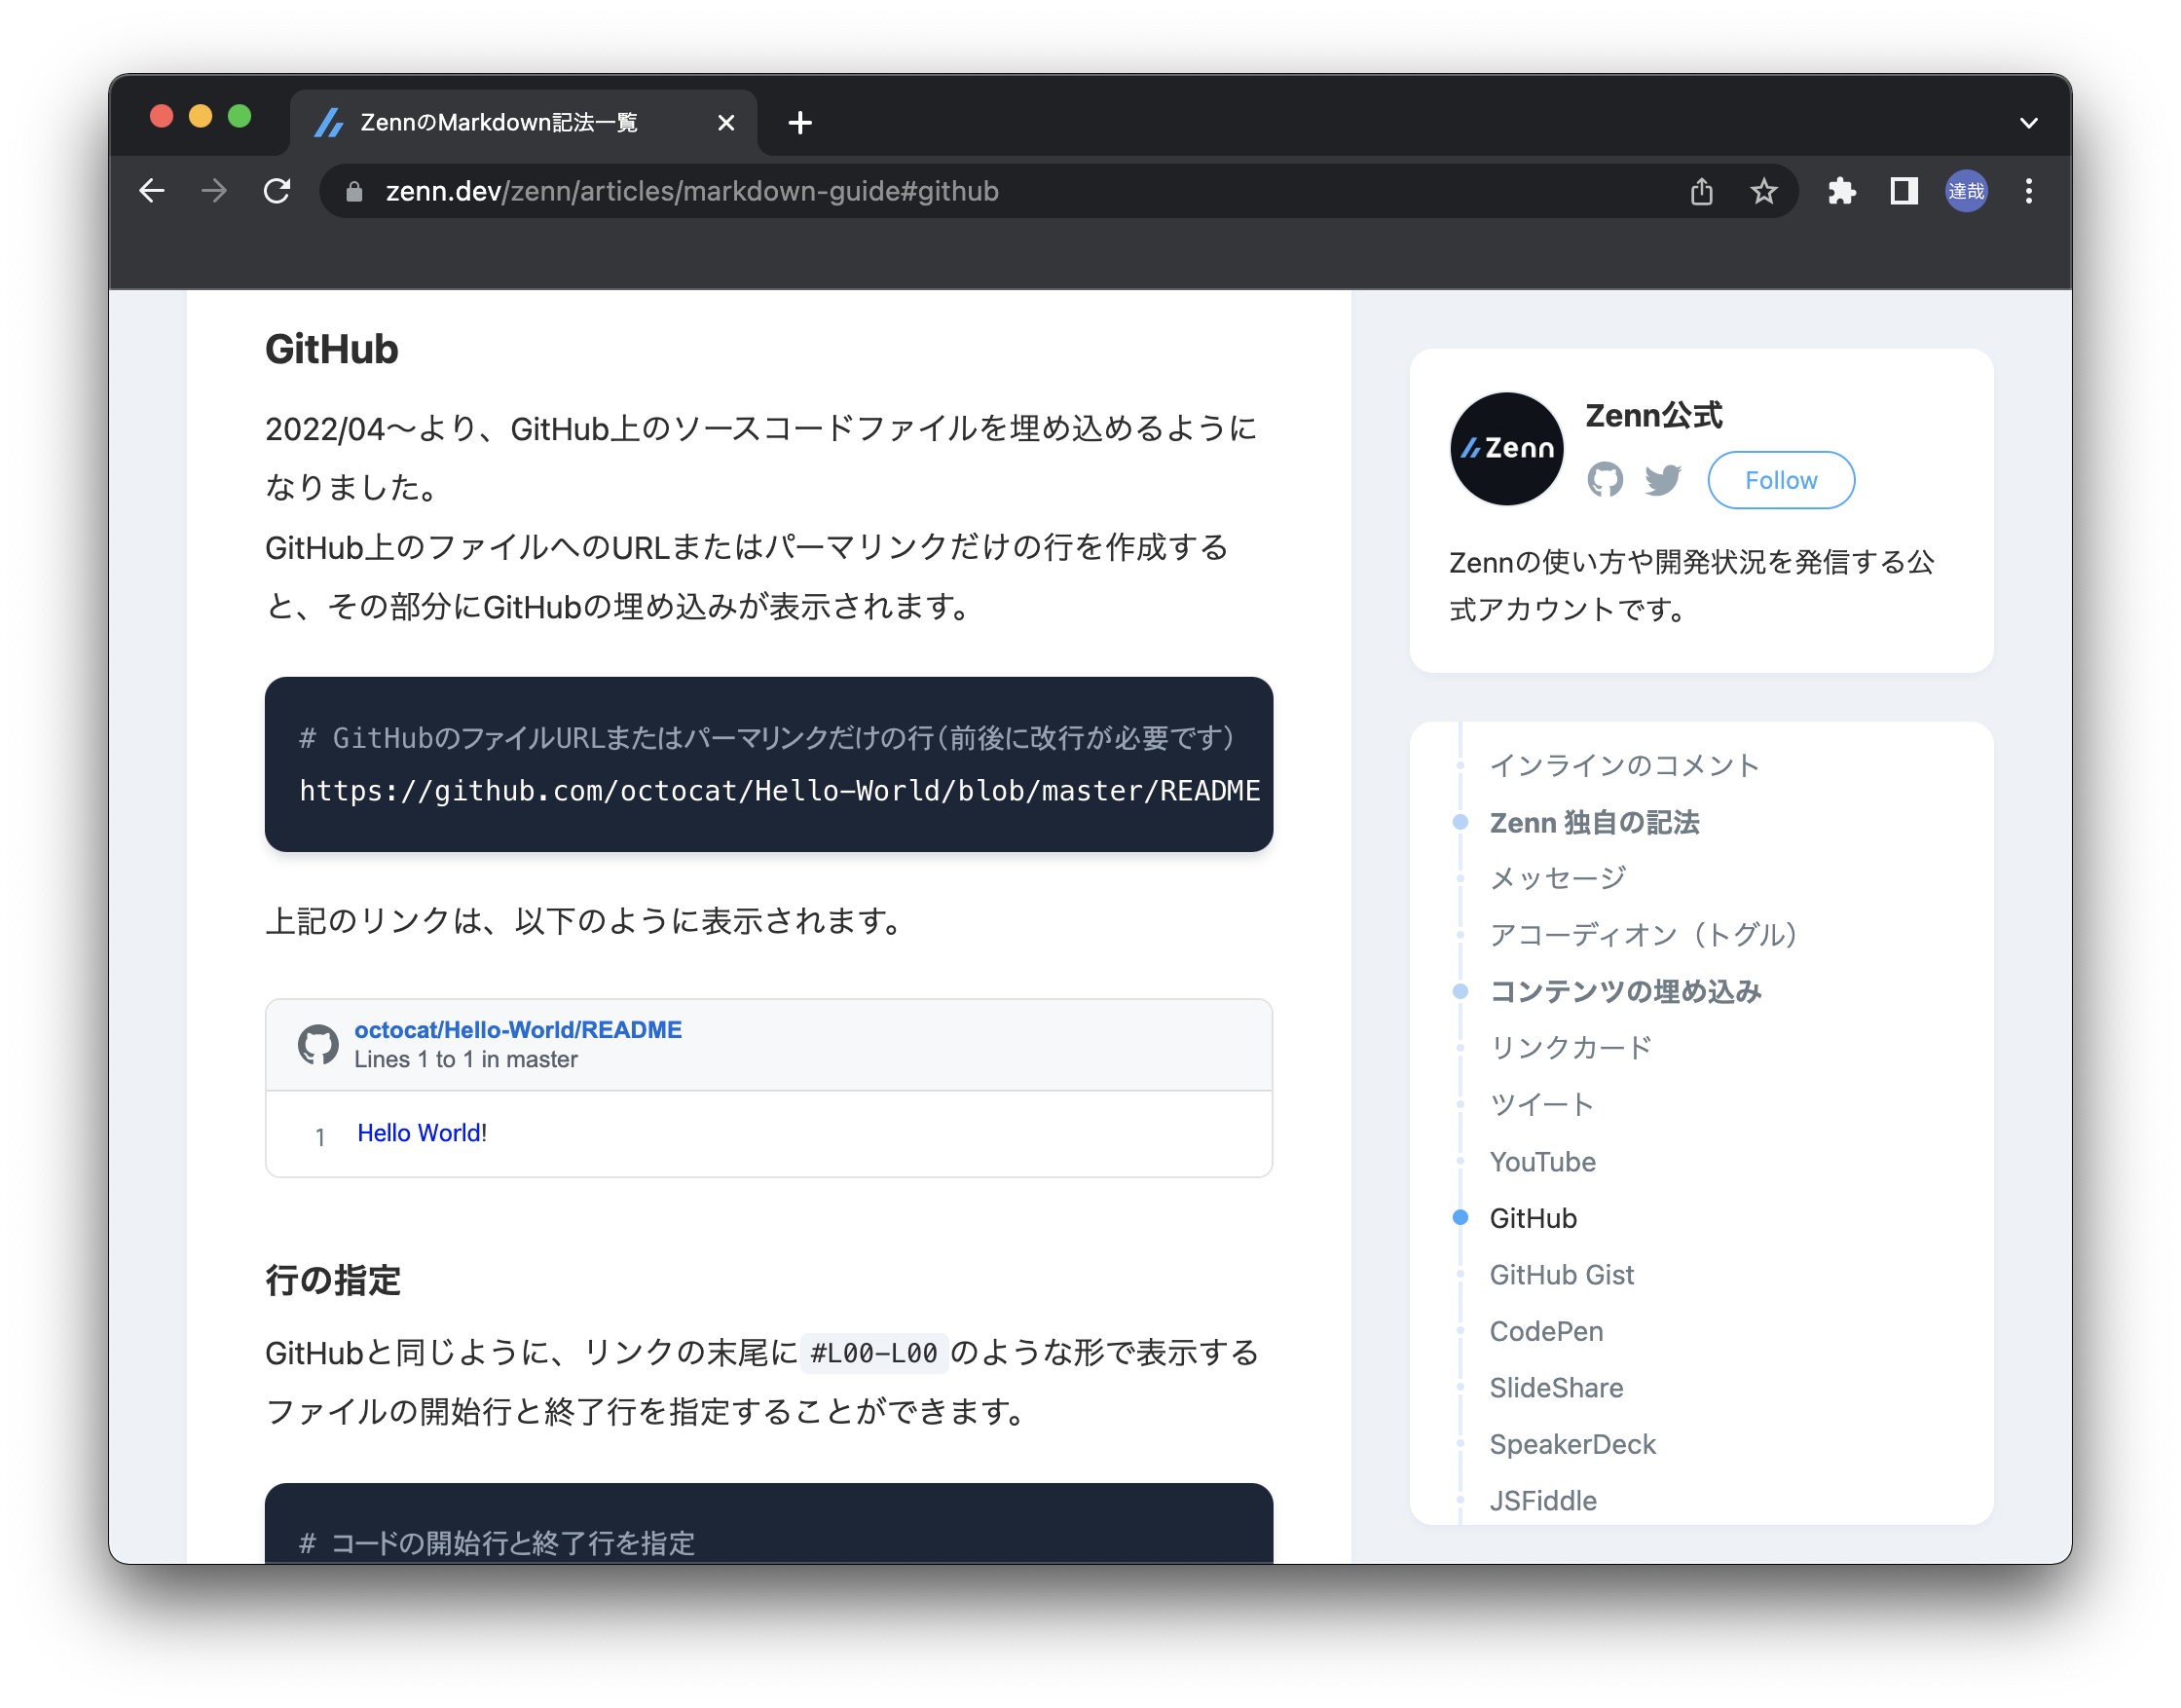 ZennのMarkdown記法一覧
zenn.dev/zenn/articles/markdown-guide#github
達哉
GitHub
2022/04〜より、GitHub上のソースコードファイルを埋め込めるように
なりました。
GitHub上のファイルへのURLまたはパーマリンクだけの行を作成する
と、その部分にGitHubの埋め込みが表示されます。
# GitHubのファイルURLまたはパーマリンクだけの行(前後に改行が必要です)
https://github.com/octocat/Hello-World/blob/master/README
上記のリンクは、以下のように表示されます。
octocat/Hello-World/README
Lines 1 to 1 in master
1 Hello World!
行の指定
GitHubと同じように、リンクの末尾に #L00-L00 のような形で表示する
ファイルの開始行と終了行を指定することができます。
# コードの開始行と終了行を指定
Zenn
Zenn公式
Follow
Zennの使い方や開発状況を発信する公
式アカウントです。
インラインのコメント
Zenn 独自の記法
メッセージ
アコーディオン（トグル）
コンテンツの埋め込み
リンクカード
ツイート
YouTube
GitHub
GitHub Gist
CodePen
SlideShare
SpeakerDeck
JSFiddle